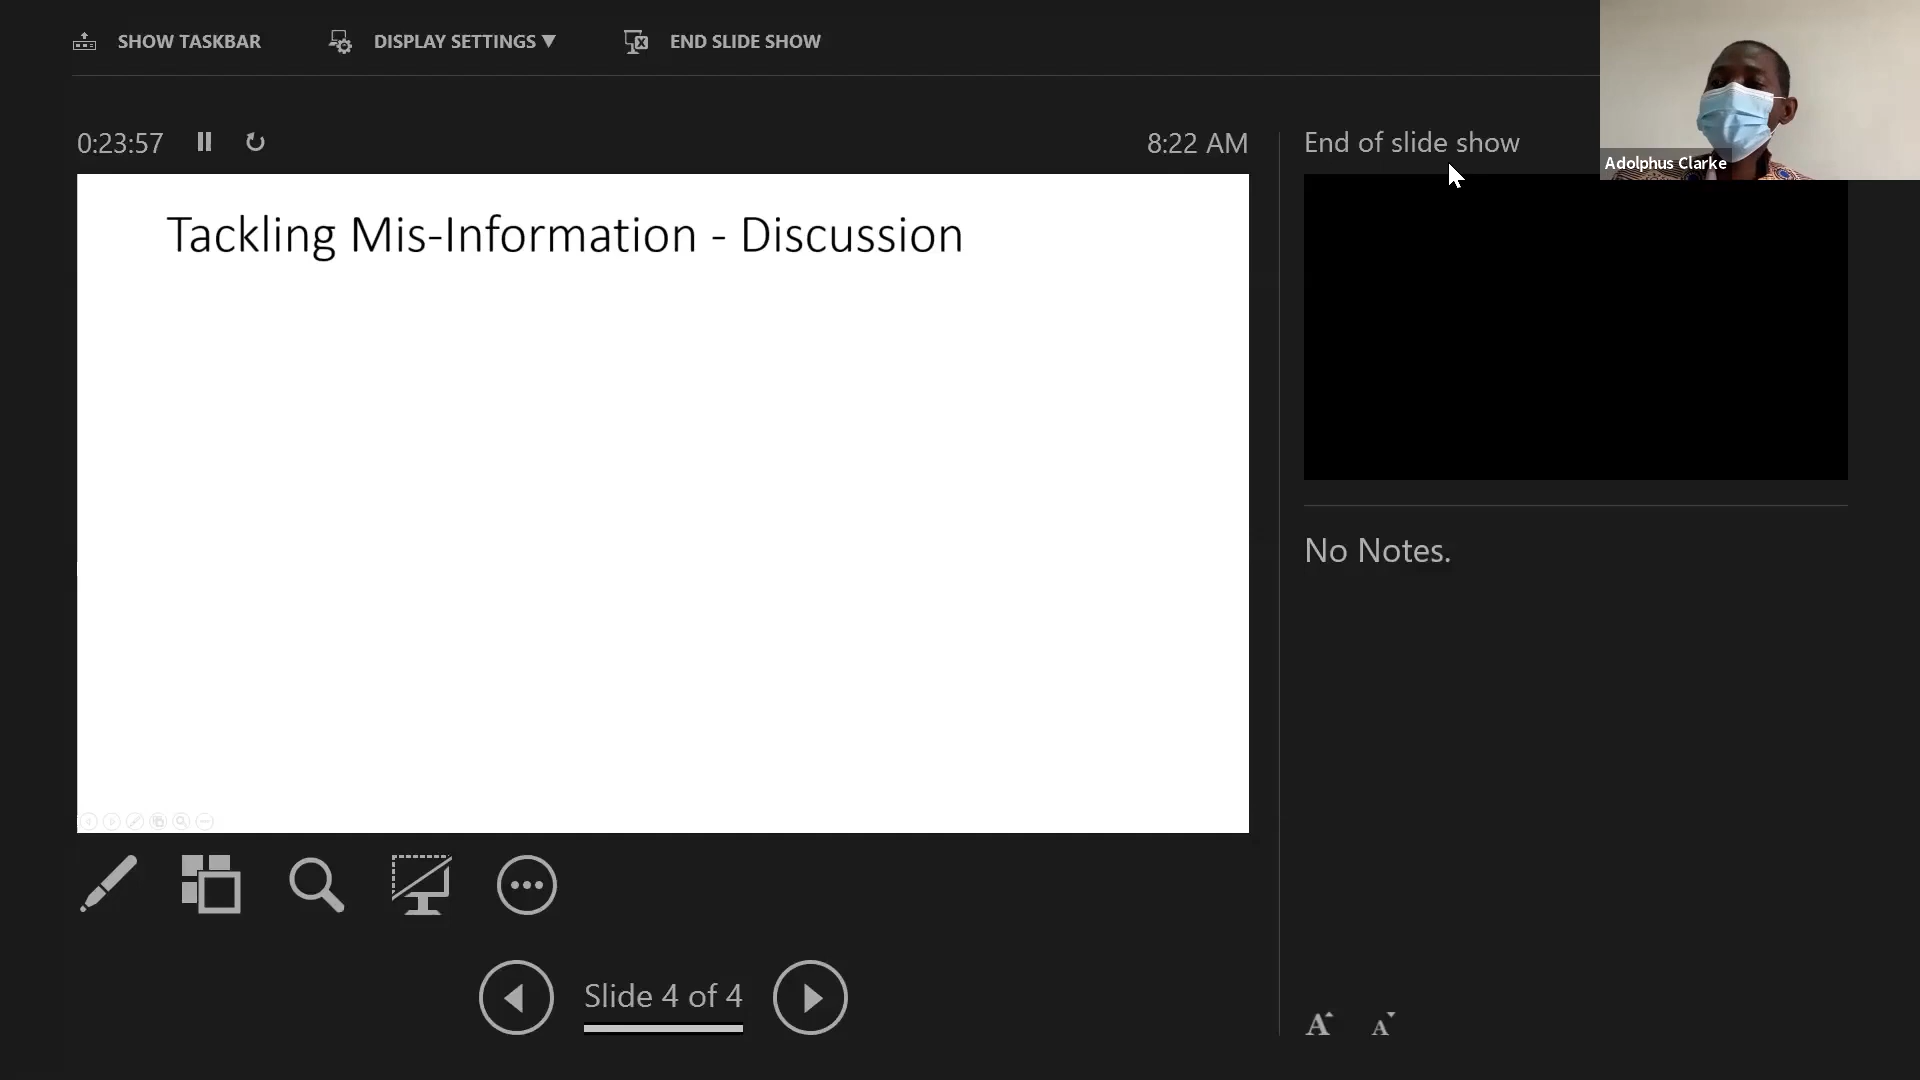 SHOW TASKBAR
DISPLAY SETTINGS ▼
END SLIDE SHOW
0:23:57
8:22 AM
End of slide show
Adolphus Clarke
Tackling Mis-Information - Discussion
No Notes.
Slide 4 of 4
A
A